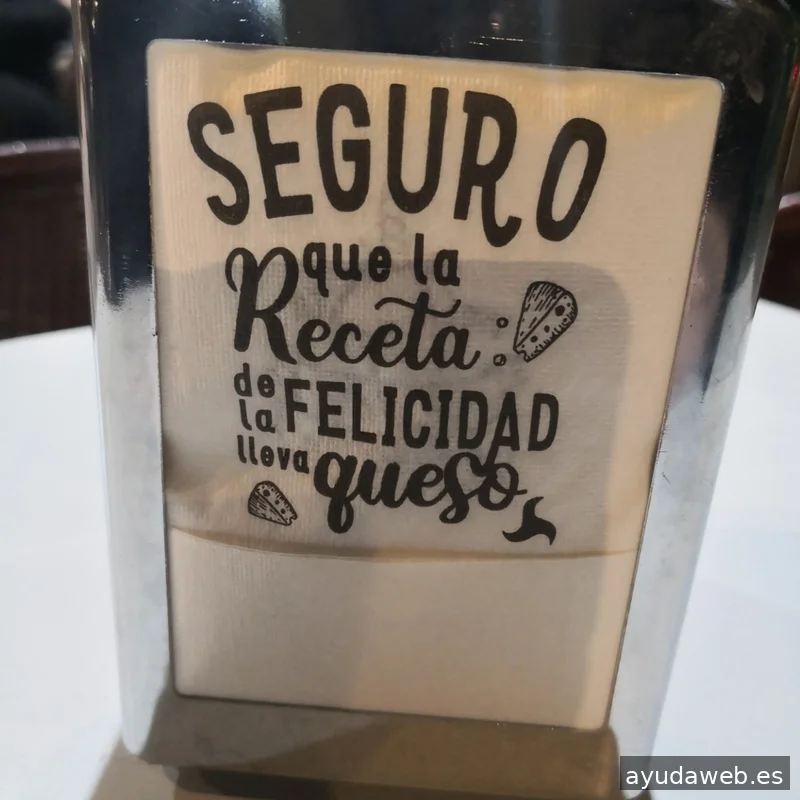 SEGURO
que la
Receta
de
la FELICIDAD
lleva queso
ayudaweb.es